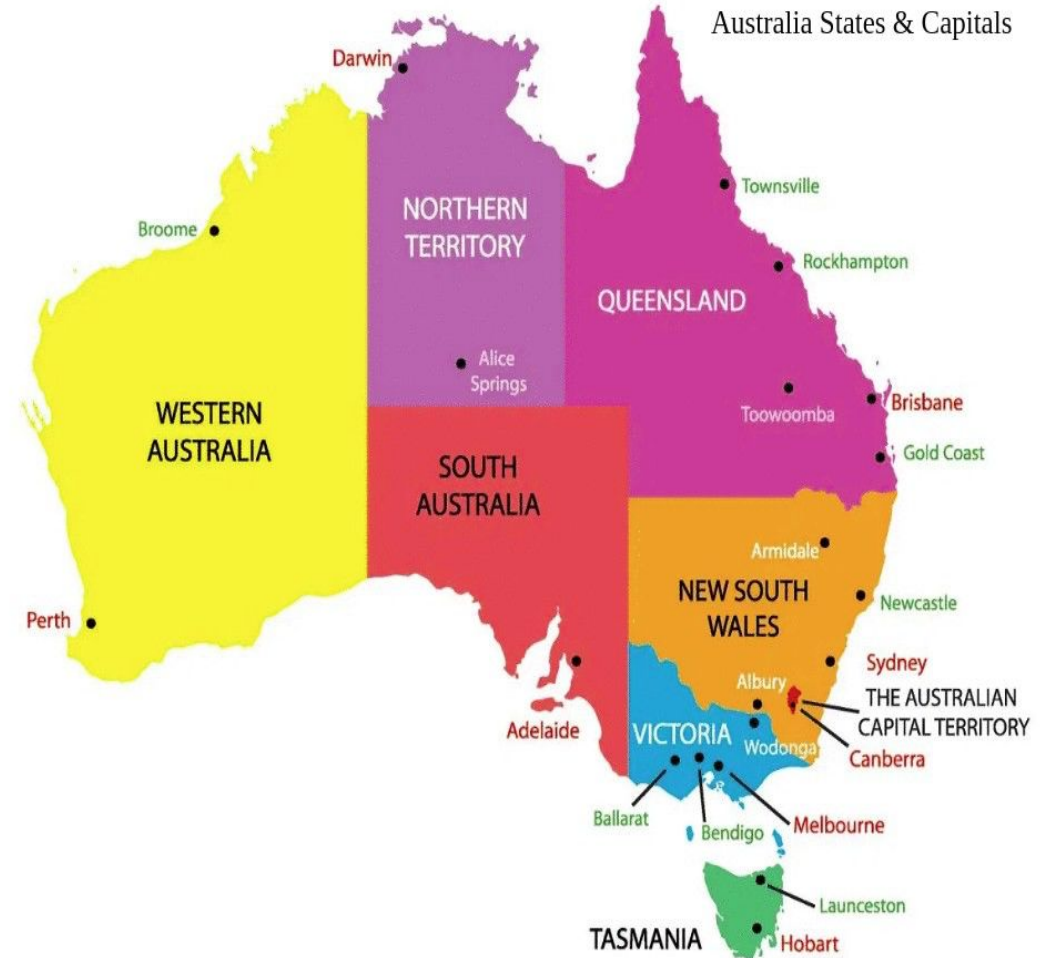 Australia States & Capitals
Darwin
Townsville
NORTHERN
TERRITORY
Broome
Rockhampton
QUEENSLAND
Alice
Springs
WESTERN
AUSTRALIA
Toowoomba
Brisbane
Gold Coast
SOUTH
AUSTRALIA
Armidale
NEW SOUTH
WALES
Newcastle
Perth
Sydney
Albury
THE AUSTRALIAN
CAPITAL TERRITORY
Adelaide
VICTORIA
Wodonga
Canberra
Ballarat
Bendigo
Melbourne
Launceston
TASMANIA
Hobart